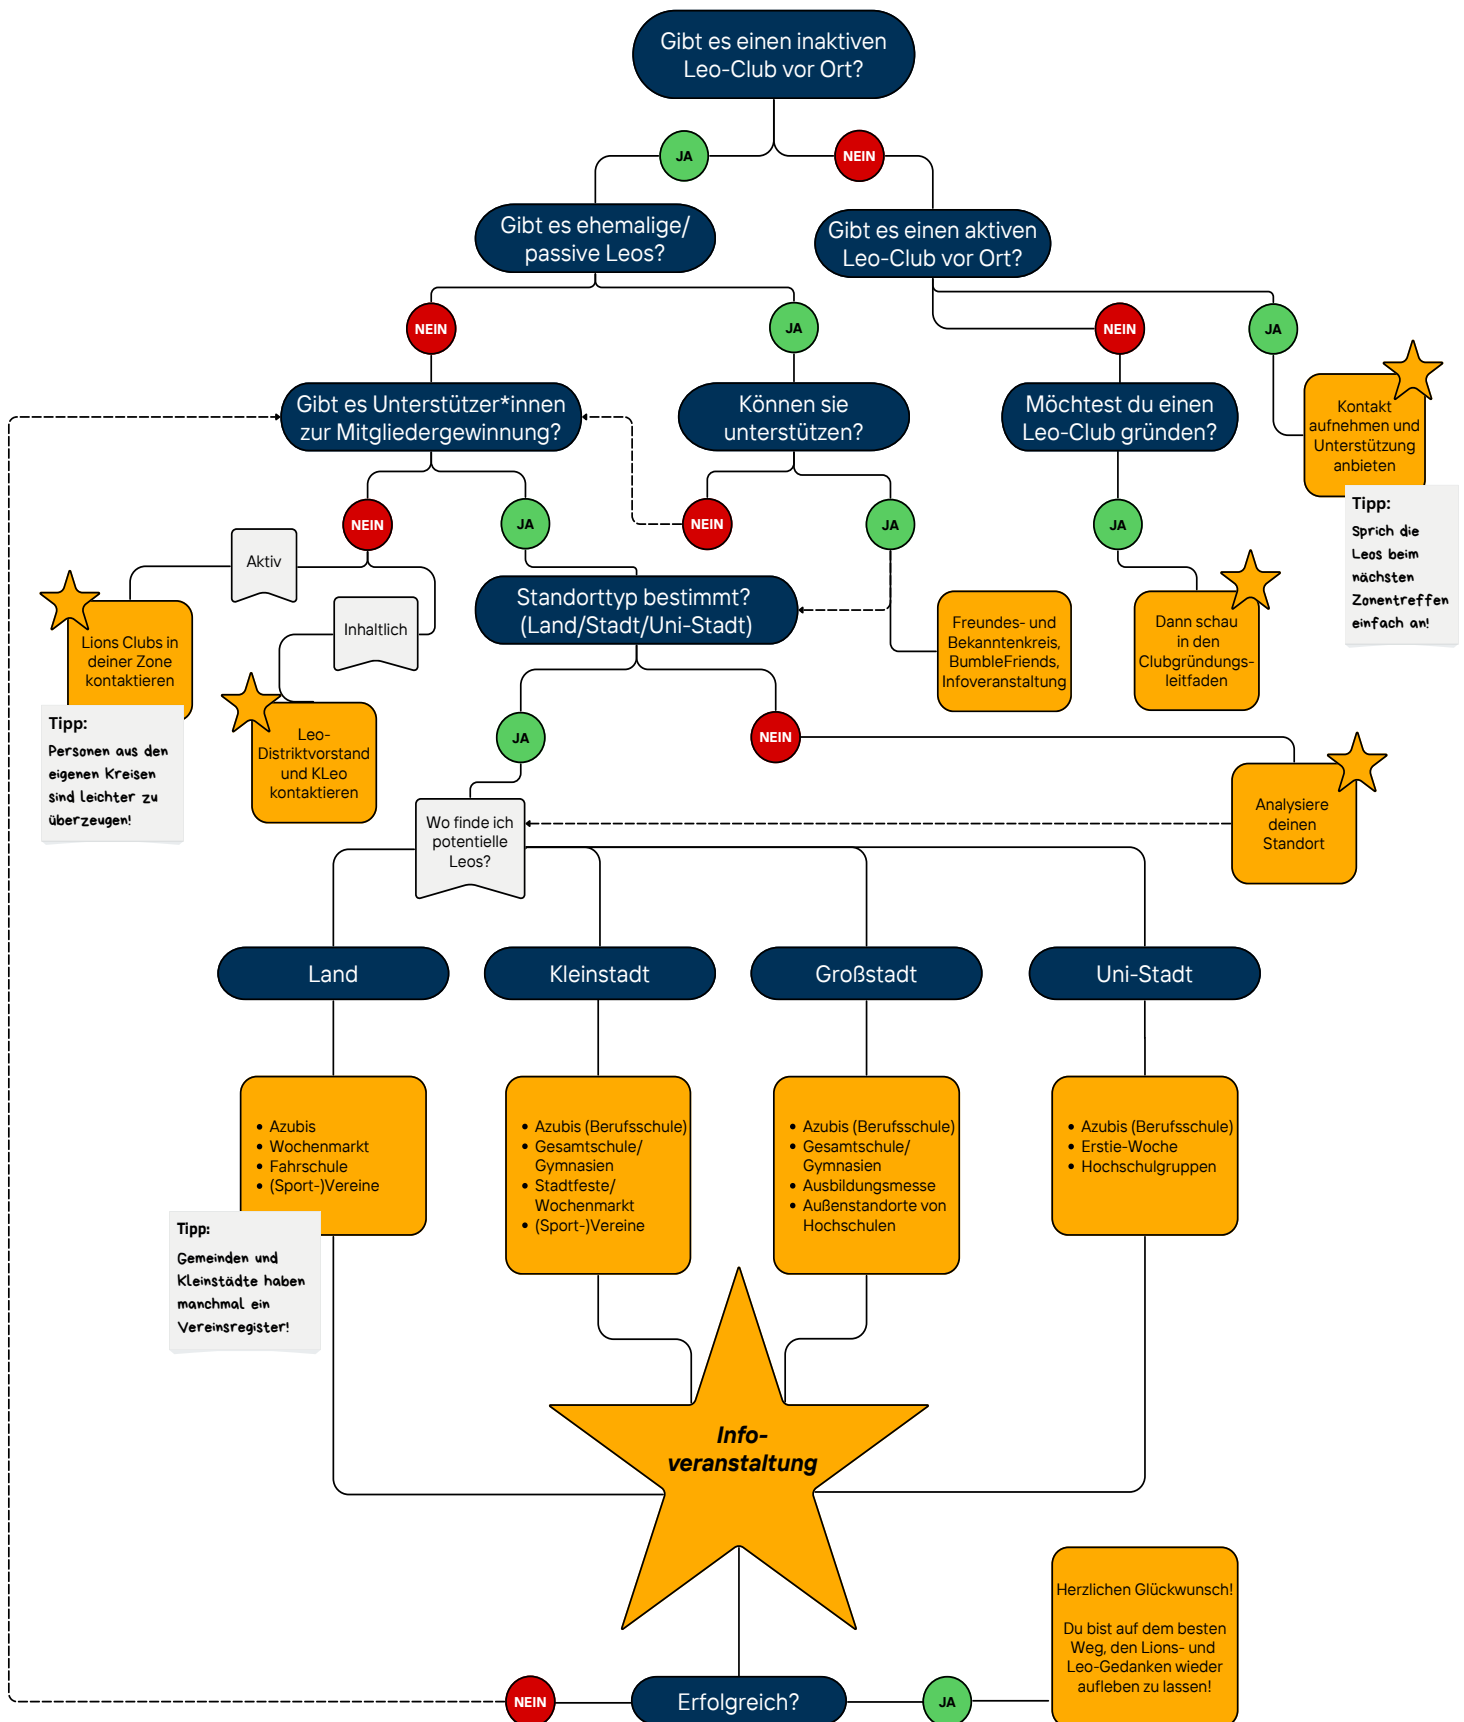 Gibt es einen inaktiven
Leo-Club vor Ort?
JA
NEIN
Gibt es ehemalige/
passive Leos?
Gibt es einen aktiven
Leo-Club vor Ort?
NEIN
JA
NEIN
JA
Gibt es Unterstützer*innen
zur Mitgliedergewinnung?
Können sie
unterstützen?
Möchtest du einen
Leo-Club gründen?
Kontakt
aufnehmen und
Unterstützung
anbieten
Tipp:
Sprich die
Leos beim
nächsten
Zonentreffen
einfach an!
NEIN
JA
NEIN
JA
JA
Aktiv
Inhaltlich
Lions Clubs in
deiner Zone
kontaktieren
Tipp:
Personen aus den
eigenen Kreisen
sind leichter zu
überzeugen!
Leo-
Distriktvorstand
und KLeo
kontaktieren
Standorttyp bestimmt?
(Land/Stadt/Uni-Stadt)
Freundes- und
Bekanntenkreis,
BumbleFriends,
Infoveranstaltung
Dann schau
in den
Clubgründungs-
leitfaden
JA
NEIN
Analysiere
deinen
Standort
Wo finde ich
potentielle
Leos?
Land
Kleinstadt
Großstadt
Uni-Stadt
• Azubis
• Wochenmarkt
• Fahrschule
• (Sport-)Vereine
Tipp:
Gemeinden und
Kleinstädte haben
manchmal ein
Vereinsregister!
• Azubis (Berufsschule)
• Gesamtschule/
Gymnasien
• Stadtfeste/
Wochenmarkt
• (Sport-)Vereine
• Azubis (Berufsschule)
• Gesamtschule/
Gymnasien
• Ausbildungsmesse
• Außenstandorte von
Hochschulen
• Azubis (Berufsschule)
• Erstie-Woche
• Hochschulgruppen
Info-
veranstaltung
NEIN
Erfolgreich?
JA
Herzlichen Glückwunsch!
Du bist auf dem besten
Weg, den Lions- und
Leo-Gedanken wieder
aufleben zu lassen!